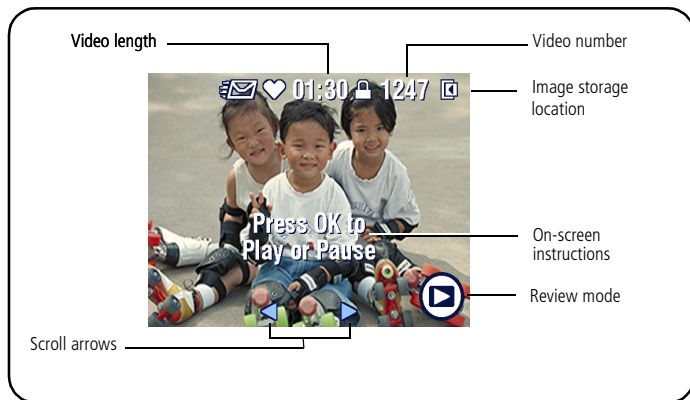 Video length
Video number
01:30 1247
Image storage
location
Press OK to
Play or Pause
On-screen
instructions
Review mode
Scroll arrows